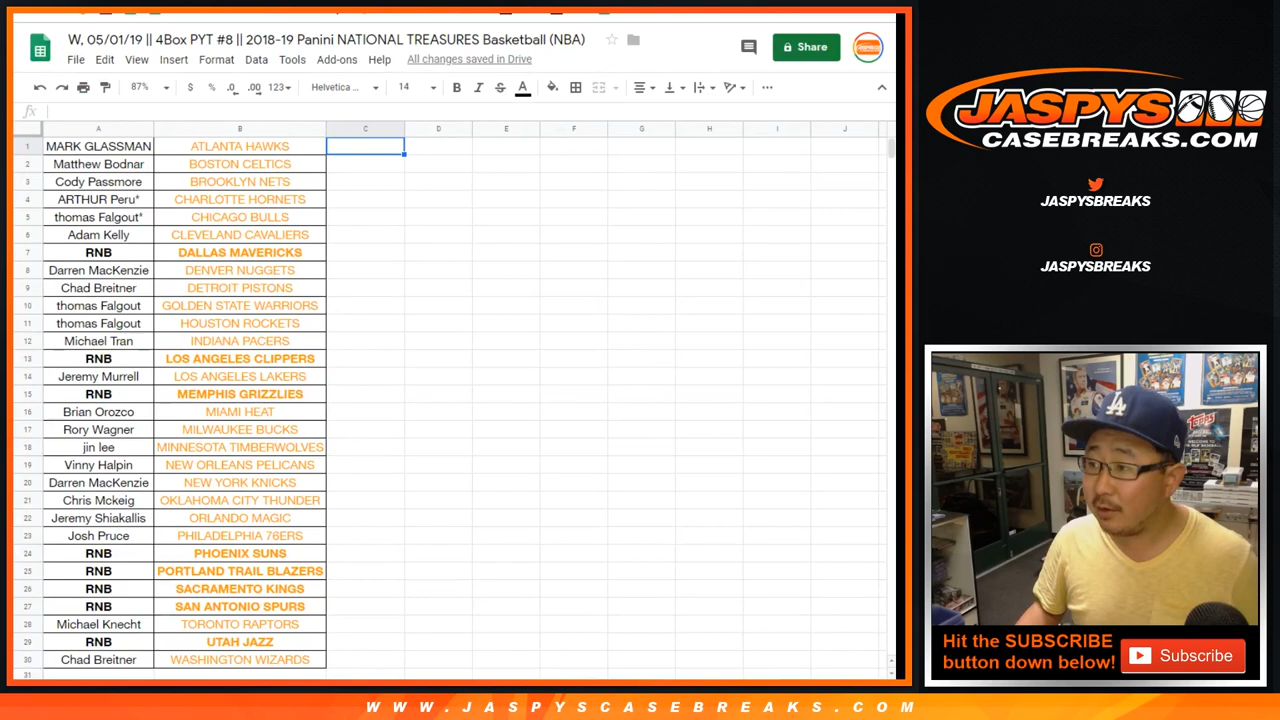 W, 05/01/19 || 4Box PYT #8 || 2018-19 Panini NATIONAL TREASURES Basketball (NBA)
File Edit View Insert Format Data Tools Add-ons Help All changes saved in Drive
Share
87% $ % .0 .00 123 Helvetica ... 14 B I S A
fx
A B C D E F G H I J
1 MARK GLASSMAN ATLANTA HAWKS
2 Matthew Bodnar BOSTON CELTICS
3 Cody Passmore BROOKLYN NETS
4 ARTHUR Peru* CHARLOTTE HORNETS
5 thomas Falgout* CHICAGO BULLS
6 Adam Kelly CLEVELAND CAVALIERS
7 RNB DALLAS MAVERICKS
8 Darren MacKenzie DENVER NUGGETS
9 Chad Breitner DETROIT PISTONS
10 thomas Falgout GOLDEN STATE WARRIORS
11 thomas Falgout HOUSTON ROCKETS
12 Michael Tran INDIANA PACERS
13 RNB LOS ANGELES CLIPPERS
14 Jeremy Murrell LOS ANGELES LAKERS
15 RNB MEMPHIS GRIZZLIES
16 Brian Orozco MIAMI HEAT
17 Rory Wagner MILWAUKEE BUCKS
18 jin lee MINNESOTA TIMBERWOLVES
19 Vinny Halpin NEW ORLEANS PELICANS
20 Darren MacKenzie NEW YORK KNICKS
21 Chris Mckeig OKLAHOMA CITY THUNDER
22 Jeremy Shiakallis ORLANDO MAGIC
23 Josh Pruce PHILADELPHIA 76ERS
24 RNB PHOENIX SUNS
25 RNB PORTLAND TRAIL BLAZERS
26 RNB SACRAMENTO KINGS
27 RNB SAN ANTONIO SPURS
28 Michael Knecht TORONTO RAPTORS
29 RNB UTAH JAZZ
30 Chad Breitner WASHINGTON WIZARDS
31
JASPYS
CASEBREAKS.COM
JASPYSBREAKS
JASPYSBREAKS
topps
LA
Hit the SUBSCRIBE
button down below!
Subscribe
WWW.JASPYSCASEBREAKS.COM